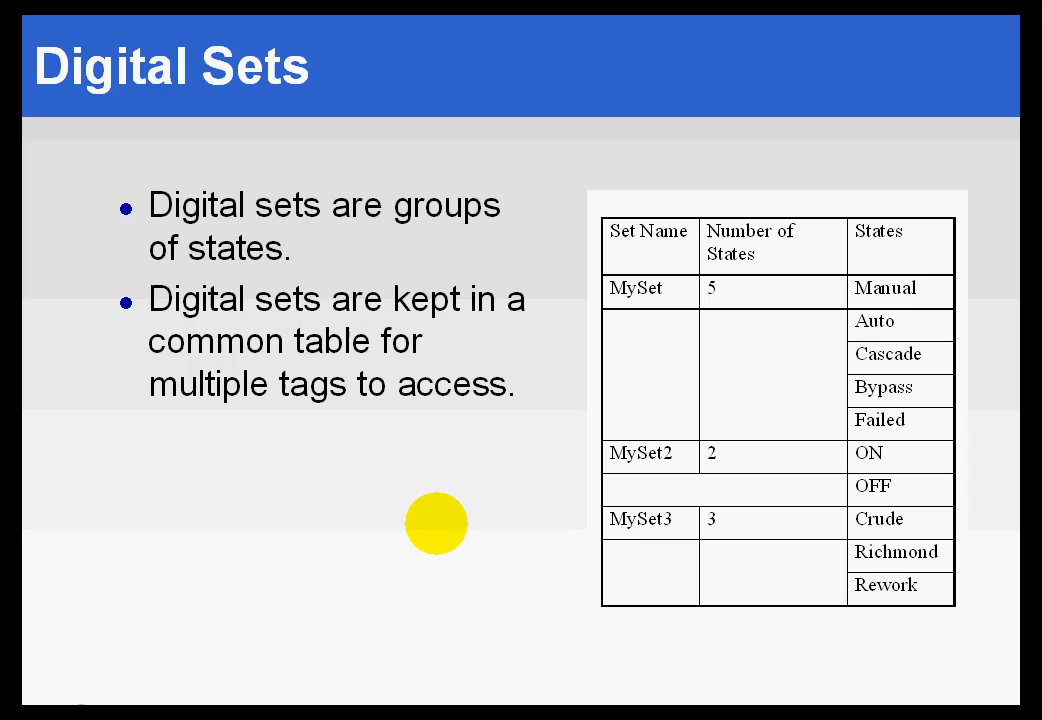 Digital Sets
Digital sets are groups
of states.
Digital sets are kept in a
common table for
multiple tags to access.
Set Name Number of States States
MySet 5 Manual
Auto
Cascade
Bypass
Failed
MySet2 2 ON
OFF
MySet3 3 Crude
Richmond
Rework